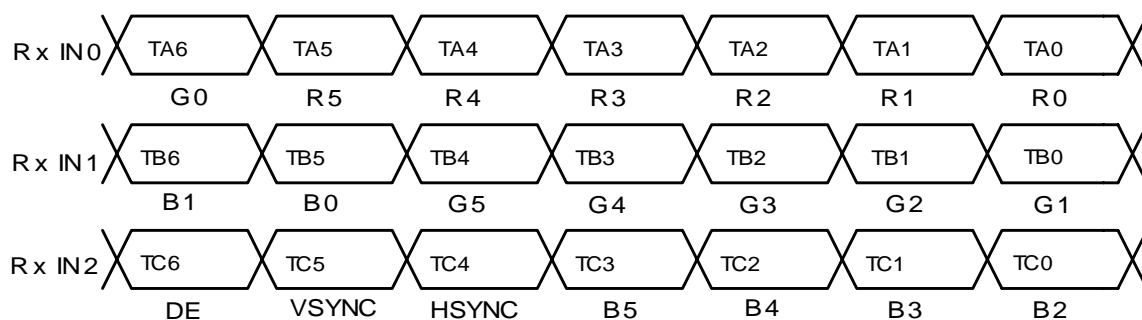 Rx IN0 TA6 TA5 TA4 TA3 TA2 TA1 TA0
G0 R5 R4 R3 R2 R1 R0
Rx IN1 TB6 TB5 TB4 TB3 TB2 TB1 TB0
B1 B0 G5 G4 G3 G2 G1
Rx IN2 TC6 TC5 TC4 TC3 TC2 TC1 TC0
DE VSYNC HSYNC B5 B4 B3 B2